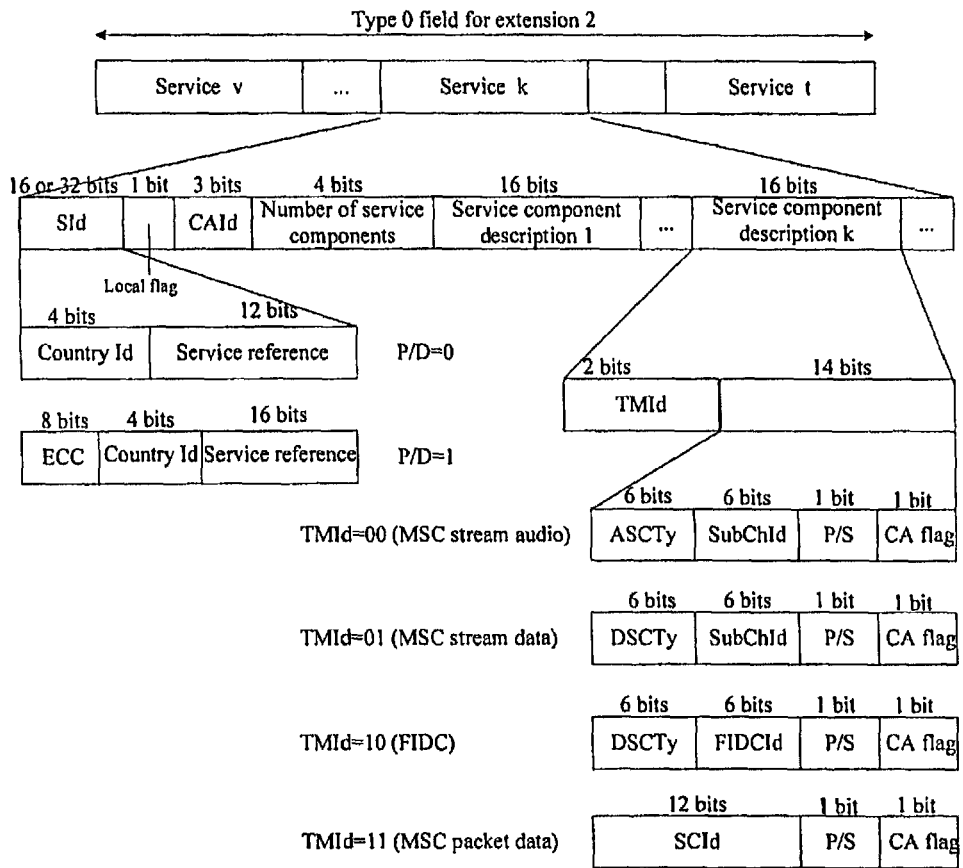 Type 0 field for extension 2
Service v ... Service k Service t
16 or 32 bits 1 bit 3 bits 4 bits 16 bits 16 bits
SId CAId Number of service components Service component description 1 ... Service component description k ...
Local flag
4 bits 12 bits
Country Id Service reference P/D=0
2 bits 14 bits
TMId
8 bits 4 bits 16 bits
ECC Country Id Service reference P/D=1
6 bits 6 bits 1 bit 1 bit
TMId=00 (MSC stream audio) ASCTy SubChId P/S CA flag
6 bits 6 bits 1 bit 1 bit
TMId=01 (MSC stream data) DSCTy SubChId P/S CA flag
6 bits 6 bits 1 bit 1 bit
TMId=10 (FIDC) DSCTy FIDCId P/S CA flag
12 bits 1 bit 1 bit
TMId=11 (MSC packet data) SCId P/S CA flag